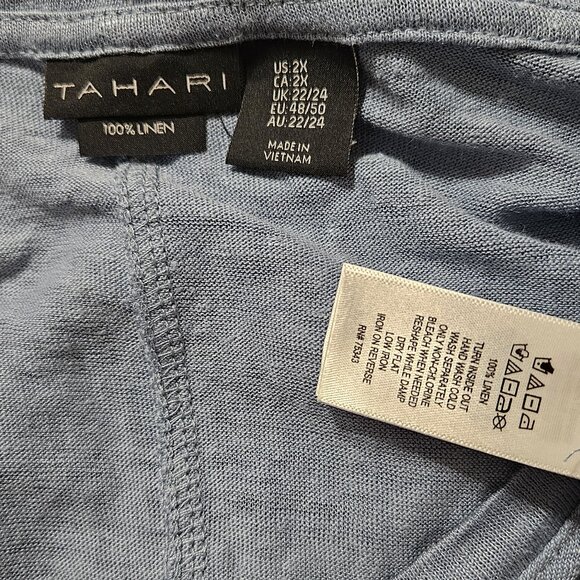 TAHARI
100% LINEN
US:2X
CA:2X
UK:22/24
EU:48/50
AU:22/24
MADE IN
VIETNAM
100% LINEN
TURN INSIDE OUT
HAND WASH COLD
WASH SEPARATELY
ONLY NON-CHLORINE
BLEACH WHEN NEEDED
RESHAPE WHILE DAMP
DRY FLAT
LOW IRON
IRON ON REVERSE
RN# 75343